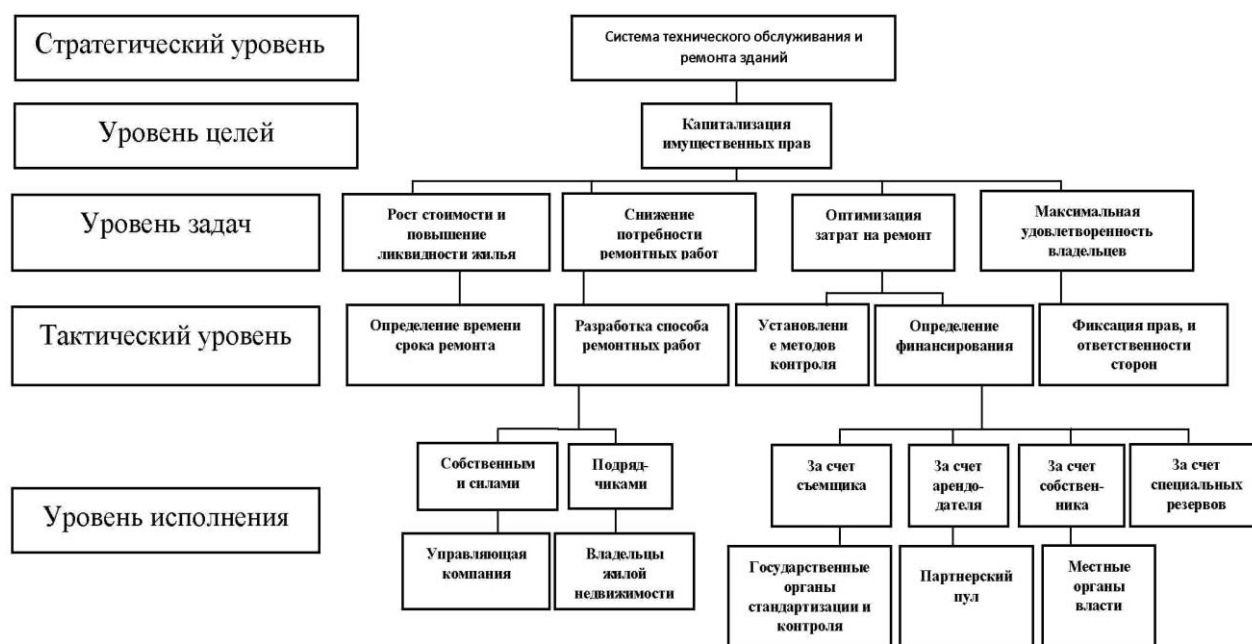 Стратегический уровень
Система технического обслуживания и
ремонта зданий
Уровень целей
Капитализация
имущественных прав
Уровень задач
Рост стоимости и
повышение
ликвидности жилья
Снижение
потребности
ремонтных работ
Оптимизация
затрат на ремонт
Максимальная
удовлетворенность
владельцев
Тактический уровень
Определение времени
срока ремонта
Разработка способа
ремонтных работ
Установлени
е методов
контроля
Определение
финансирования
Фиксация прав, и
ответственности
сторон
Уровень исполнения
Собственным
и силами
Подряд-
чиками
За счет
съемщика
За счет
арендо-
дателя
За счет
собствен-
ника
За счет
специальных
резервов
Управляющая
компания
Владельцы
жилой
недвижимости
Государственные
органы
стандартизации и
контроля
Партнерский
пул
Местные
органы
власти